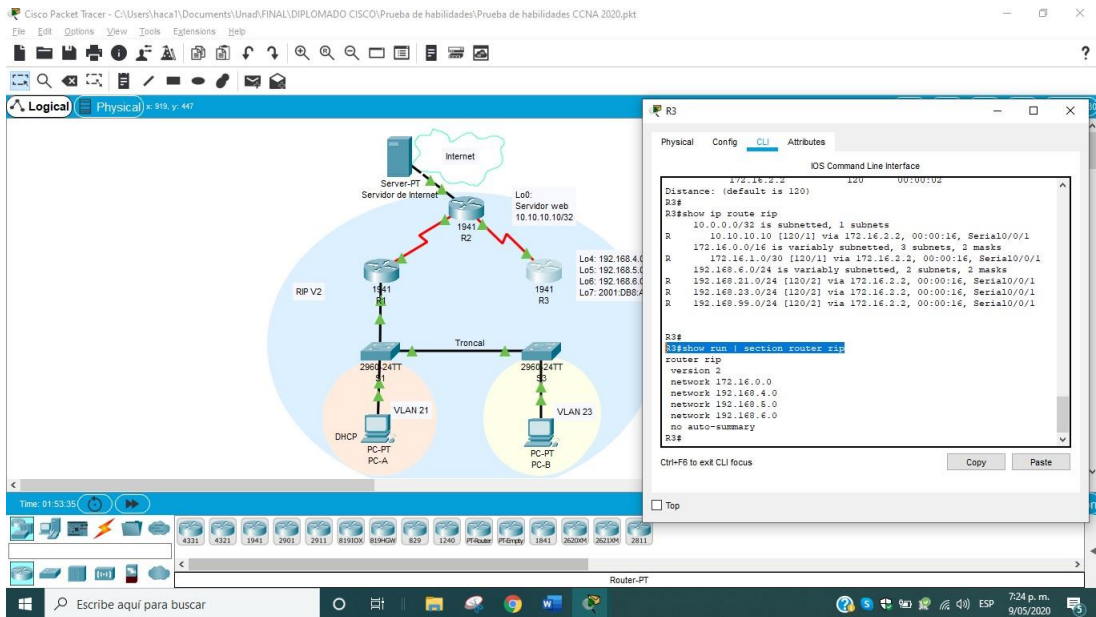 Cisco Packet Tracer - C:\Users\haca1\Documents\Unad\FINAL\DIPLOMADO CISCO\Prueba de habilidades\Prueba de habilidades CCNA 2020.pkt
File Edit Options View Tools Extensions Help
?
Logical Physical x: 919, y: 447
Internet
Server-PT
Servidor de Internet
1941
R2
Lo0:
Servidor web
10.10.10.10/32
Lo4: 192.168.4.0
Lo5: 192.168.5.0
Lo6: 192.168.6.0
Lo7: 2001:DB8:A
RIP V2
1941
R1
1941
R3
Troncal
2960-24TT
S1
2960-24TT
S3
VLAN 21
VLAN 23
DHCP
PC-PT
PC-A
PC-PT
PC-B
R3
Physical Config CLI Attributes
IOS Command Line Interface
172.16.2.2 120 00:00:02
Distance: (default is 120)
R3#
R3#show ip route rip
10.0.0.0/32 is subnetted, 1 subnets
R 10.10.10.10 [120/1] via 172.16.2.2, 00:00:16, Serial0/0/1
172.16.0.0/16 is variably subnetted, 3 subnets, 2 masks
R 172.16.1.0/30 [120/1] via 172.16.2.2, 00:00:16, Serial0/0/1
192.168.6.0/24 is variably subnetted, 2 subnets, 2 masks
R 192.168.21.0/24 [120/2] via 172.16.2.2, 00:00:16, Serial0/0/1
R 192.168.23.0/24 [120/2] via 172.16.2.2, 00:00:16, Serial0/0/1
R 192.168.99.0/24 [120/2] via 172.16.2.2, 00:00:16, Serial0/0/1
R3#
R3#show run | section router rip
router rip
version 2
network 172.16.0.0
network 192.168.4.0
network 192.168.5.0
network 192.168.6.0
no auto-summary
R3#
Ctrl+F6 to exit CLI focus
Copy Paste
Top
Time: 01:53:35
4331 4321 1941 2901 2911 819IOX 819HGW 829 1240 PT-Router PT-Empty 1841 2620XM 2621XM 2811
Router-PT
Escribe aquí para buscar
ESP
7:24 p. m.
9/05/2020
5